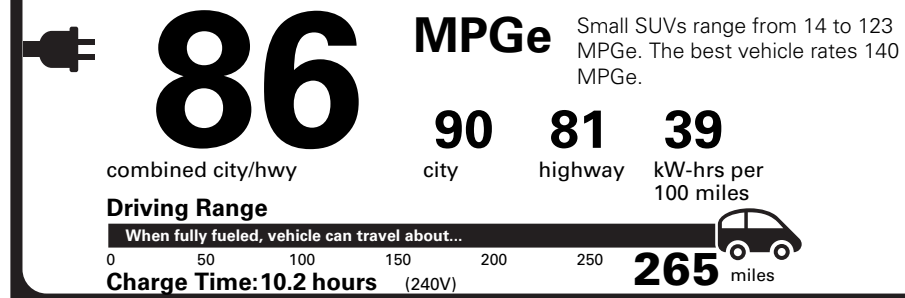 86
MPGe
Small SUVs range from 14 to 123
MPGe. The best vehicle rates 140
MPGe.
90
81
39
combined city/hwy
city
highway
kW-hrs per
100 miles
Driving Range
When fully fueled, vehicle can travel about...
0 50 100 150 200 250 265 miles
Charge Time: 10.2 hours (240V)